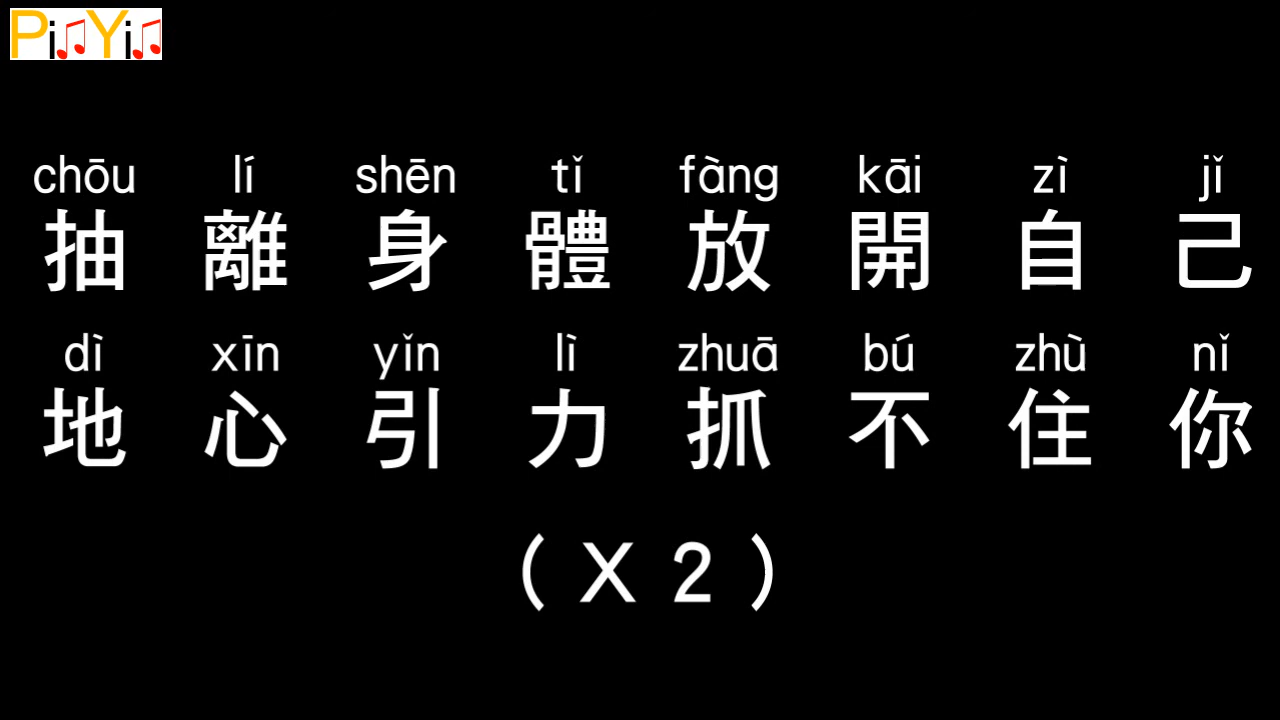 PinYin
chōu lí shēn tǐ fàng kāi zì jǐ
抽離身體放開自己
dì xīn yǐn lì zhuā bú zhù nǐ
地心引力抓不住你
( X 2 )